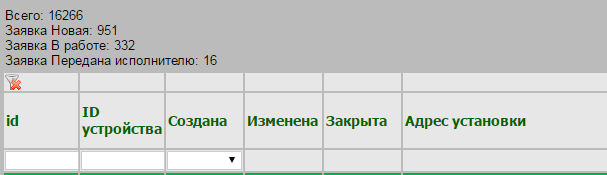 Всего: 16266
Заявка Новая: 951
Заявка В работе: 332
Заявка Передана исполнителю: 16
id ID устройства Создана Изменена Закрыта Адрес установки